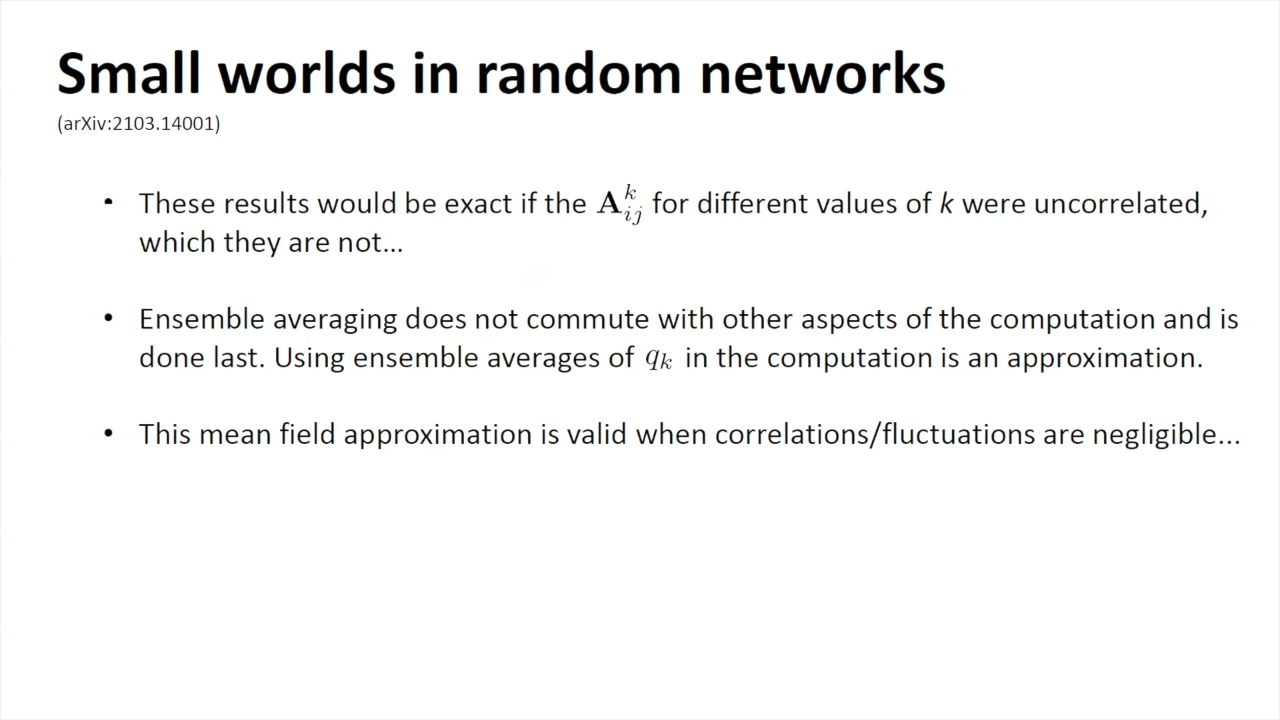 Small worlds in random networks
(arXiv:2103.14001)
• These results would be exact if the $\mathbf{A}_{ij}^{k}$ for different values of k were uncorrelated,
which they are not...
• Ensemble averaging does not commute with other aspects of the computation and is
done last. Using ensemble averages of $q_k$ in the computation is an approximation.
• This mean field approximation is valid when correlations/fluctuations are negligible...